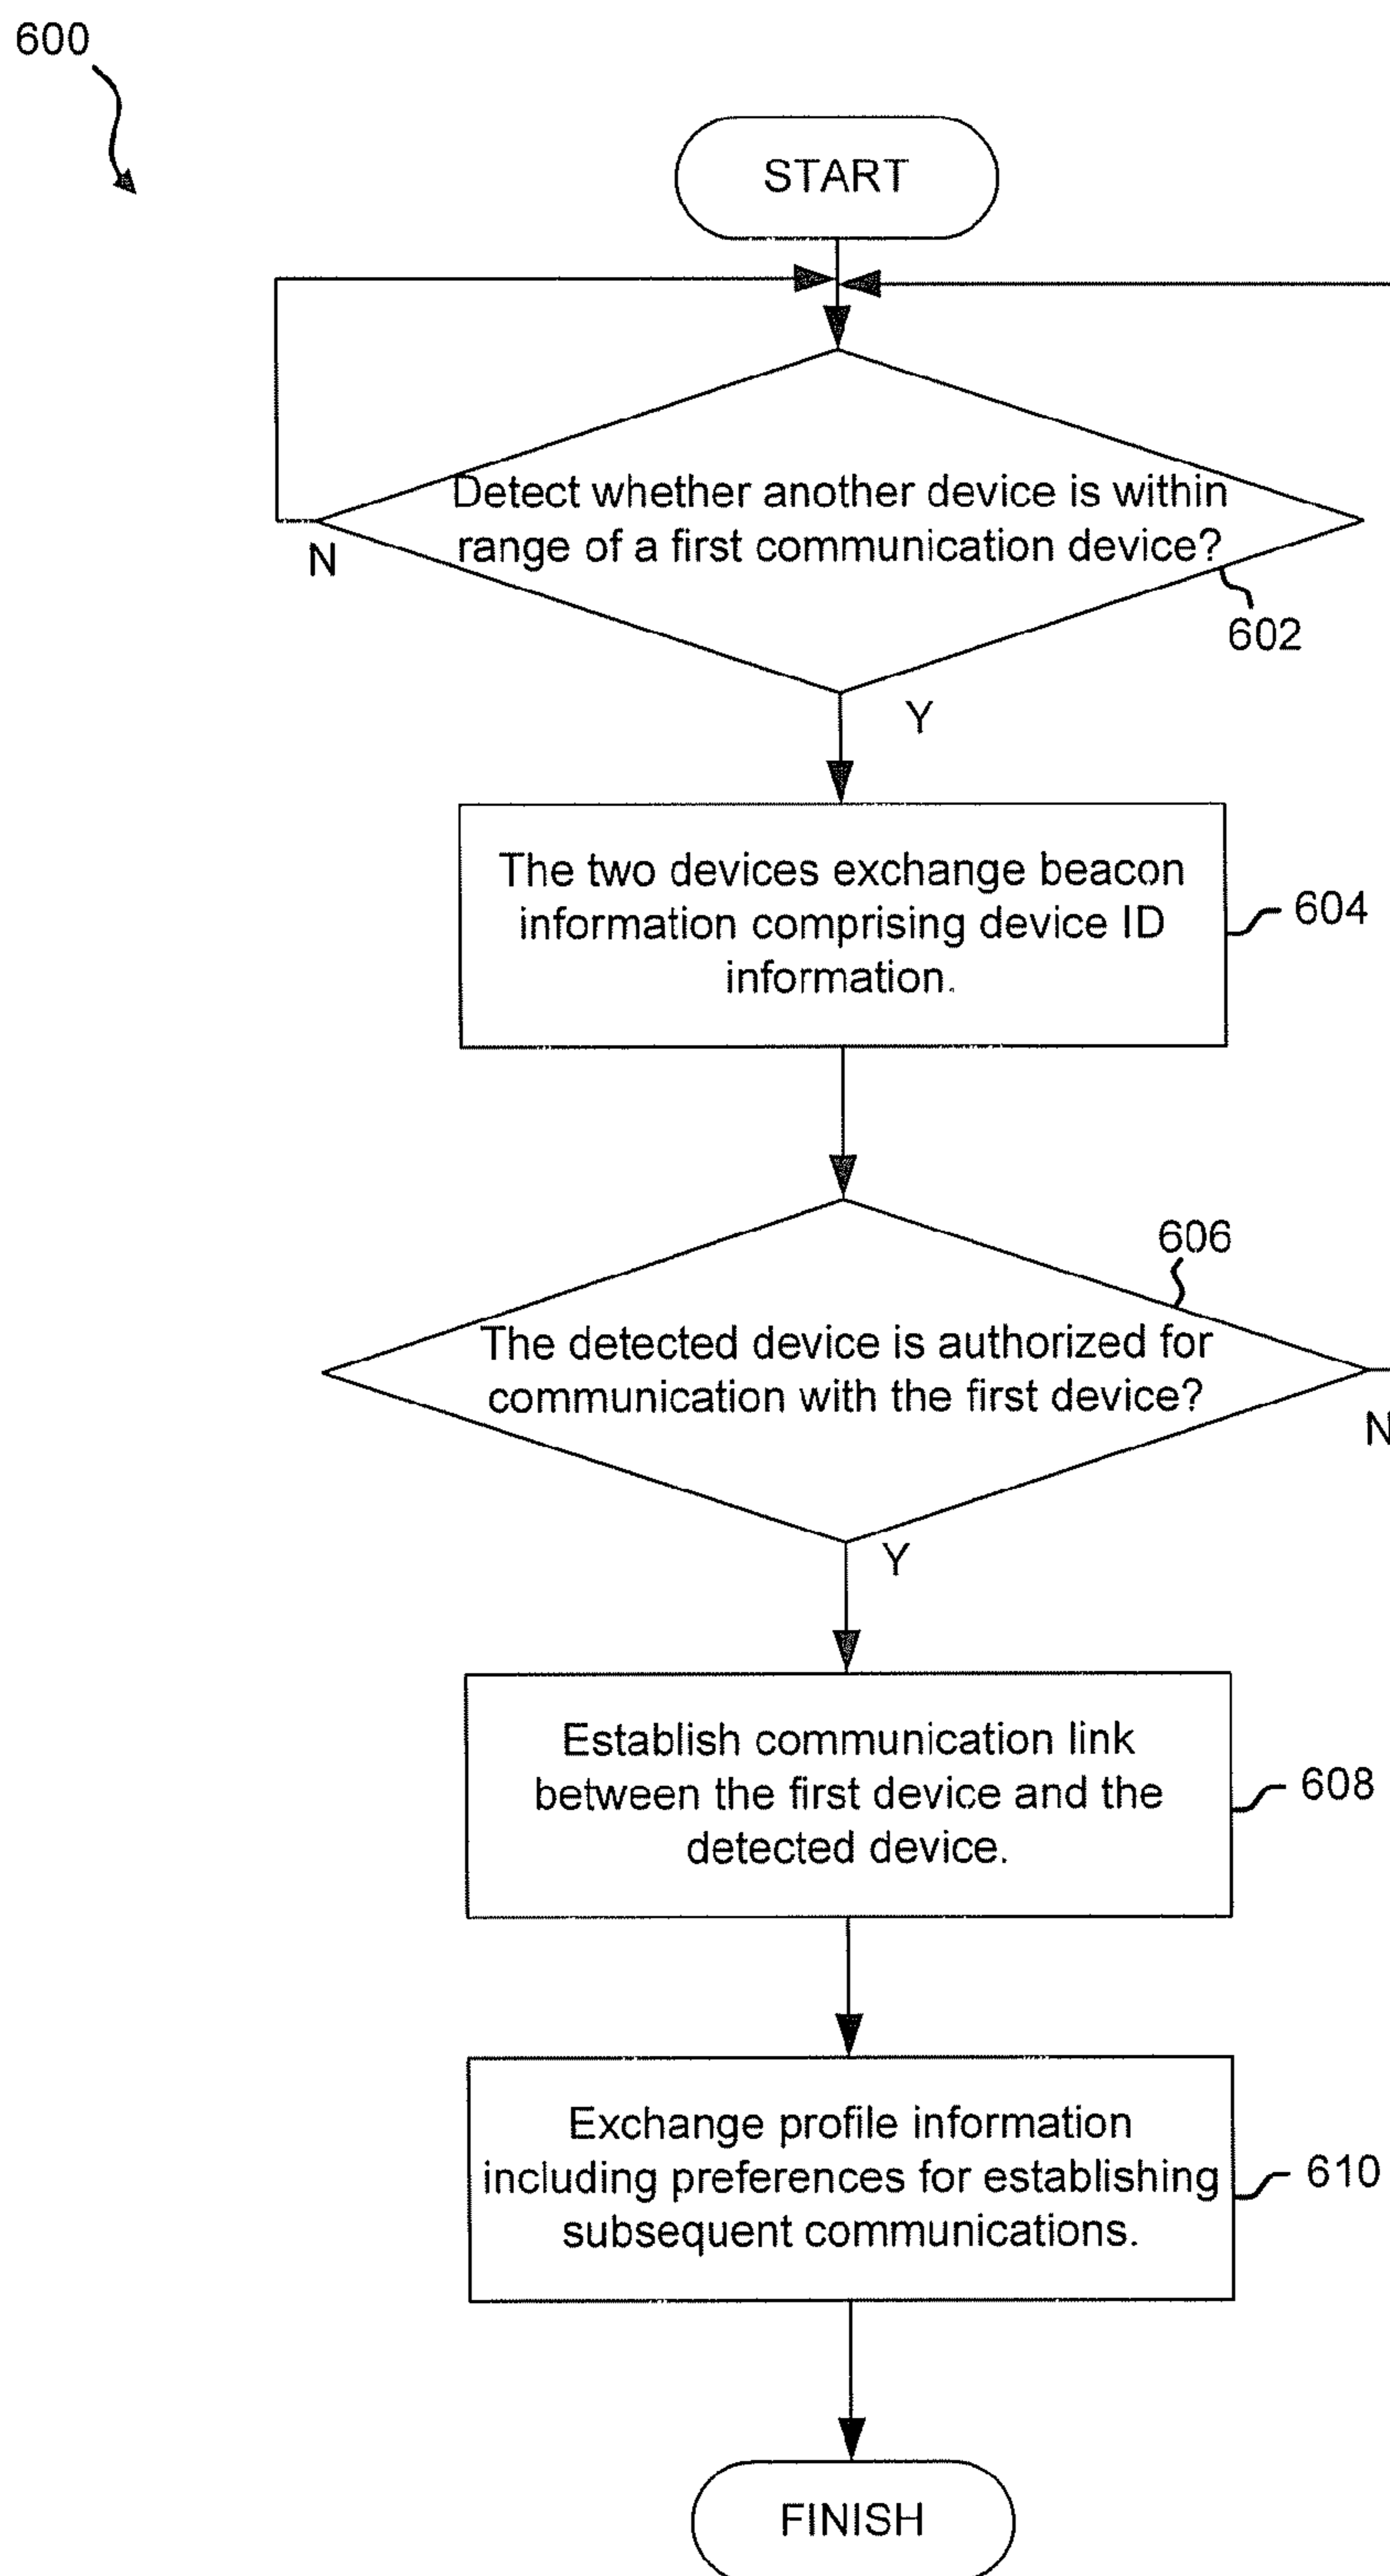 600
START
Detect whether another device is within
range of a first communication device?
N
602
Y
The two devices exchange beacon
information comprising device ID
information.
604
606
The detected device is authorized for
communication with the first device?
N
Y
Establish communication link
between the first device and the
detected device.
608
Exchange profile information
including preferences for establishing
subsequent communications.
610
FINISH